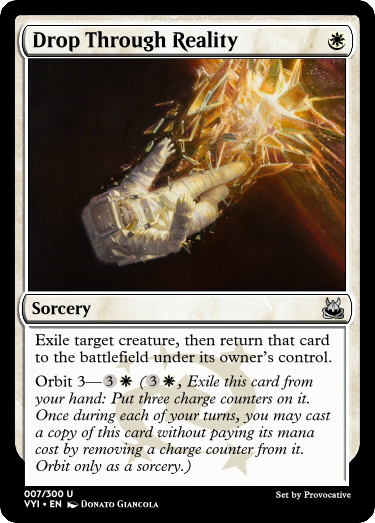 Drop Through Reality
Sorcery
Exile target creature, then return that card
to the battlefield under its owner's control.
Orbit 3—3W (3W, Exile this card from
your hand: Put three charge counters on it.
Once during each of your turns, you may cast
a copy of this card without paying its mana
cost by removing a charge counter from it.
Orbit only as a sorcery.)
007/300 U
VYI • EN Donato Giancola
Set by Provocative